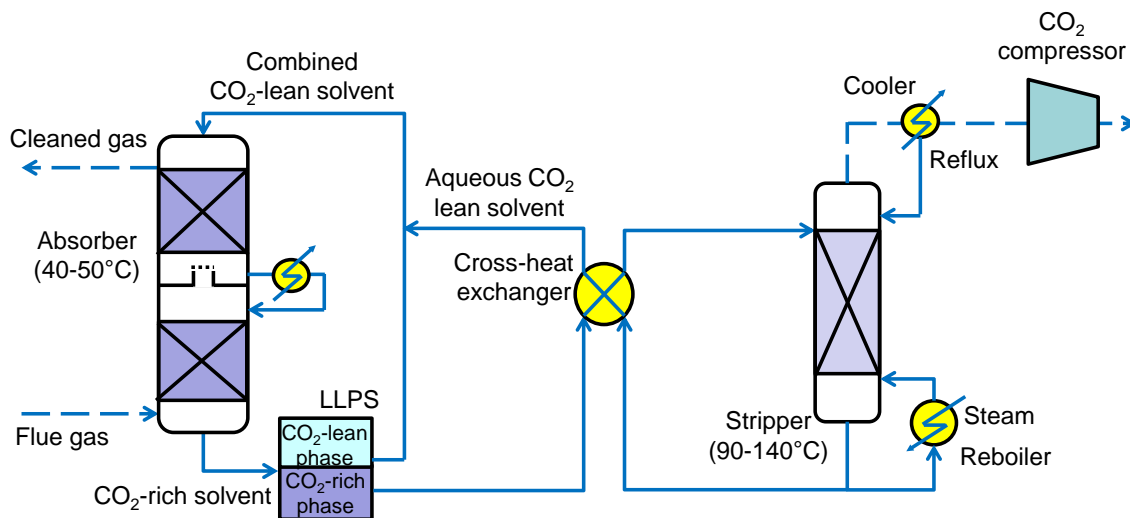 Combined
CO₂-lean solvent
Cleaned gas
Absorber
(40-50°C)
Flue gas
CO₂-rich solvent
LLPS
CO₂-lean
phase
CO₂-rich
phase
Aqueous CO₂
lean solvent
Cross-heat
exchanger
Cooler
Reflux
CO₂
compressor
Stripper
(90-140°C)
Steam
Reboiler